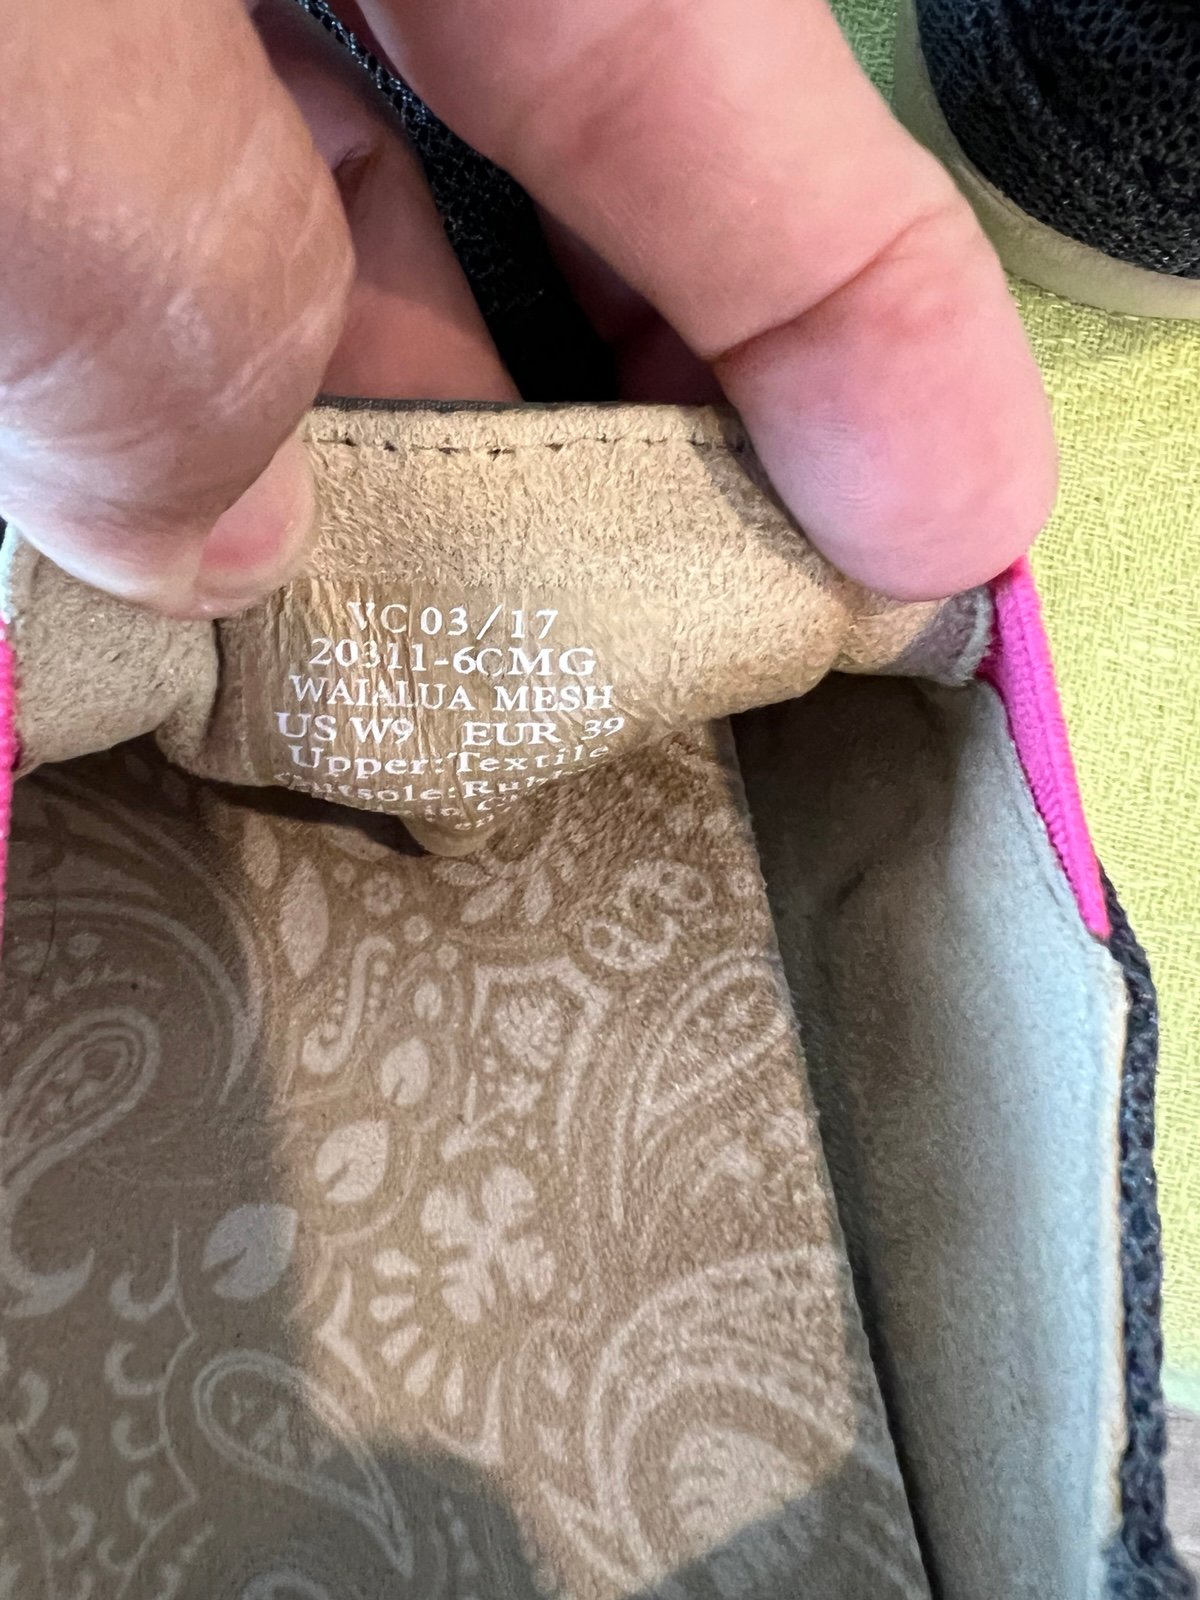 VC 03/17
20311-6CMG
WAIALUA MESH
US W9 EUR 39
Upper:Textile